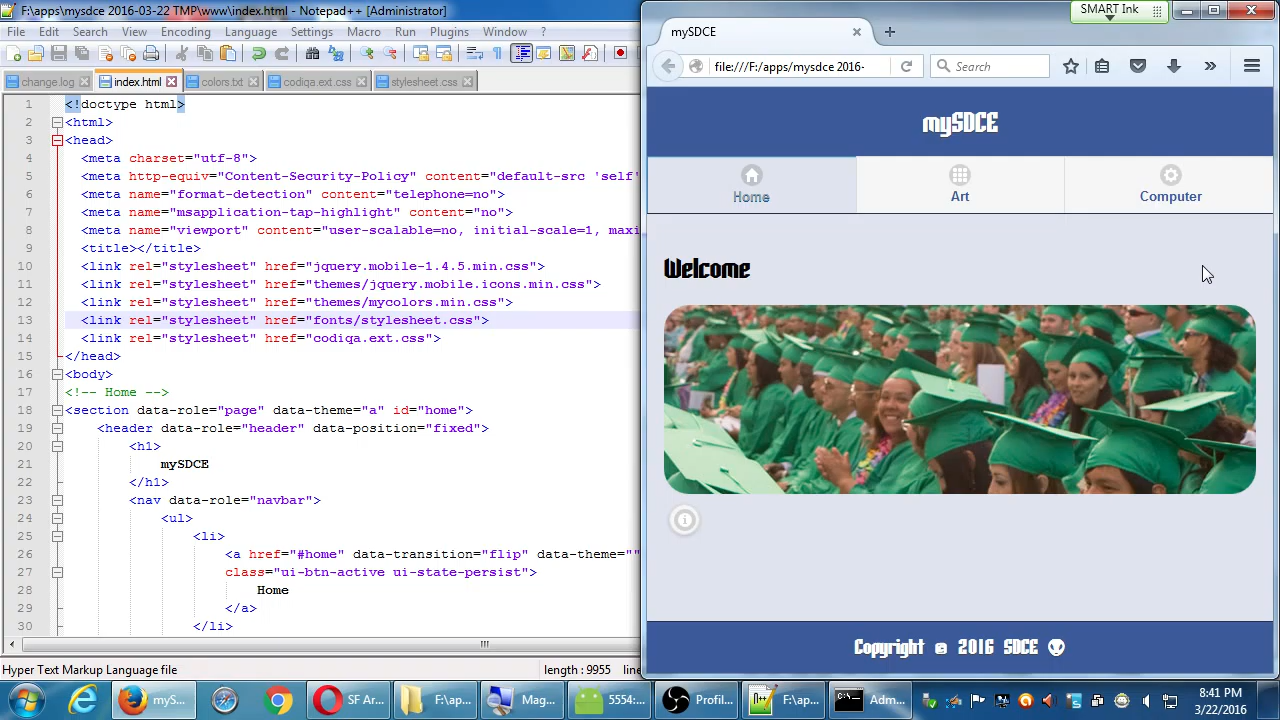 F:\apps\mysdce 2016-03-22 TMP\www\index.html - Notepad++ [Administrator]
File Edit Search View Encoding Language Settings Macro Run Plugins Window ?
change.log index.html colors.txt codiqa.ext.css stylesheet.css
1 <!doctype html>
2 <html>
3 <head>
4 <meta charset="utf-8">
5 <meta http-equiv="Content-Security-Policy" content="default-src 'self'
6 <meta name="format-detection" content="telephone=no">
7 <meta name="msapplication-tap-highlight" content="no">
8 <meta name="viewport" content="user-scalable=no, initial-scale=1, maxi
9 <title></title>
10 <link rel="stylesheet" href="jquery.mobile-1.4.5.min.css">
11 <link rel="stylesheet" href="themes/jquery.mobile.icons.min.css">
12 <link rel="stylesheet" href="themes/mycolors.min.css">
13 <link rel="stylesheet" href="fonts/stylesheet.css">
14 <link rel="stylesheet" href="codiqa.ext.css">
15 </head>
16 <body>
17 <!-- Home -->
18 <section data-role="page" data-theme="a" id="home">
19 <header data-role="header" data-position="fixed">
20 <h1>
21 mySDCE
22 </h1>
23 <nav data-role="navbar">
24 <ul>
25 <li>
26 <a href="#home" data-transition="flip" data-theme=""
27 class="ui-btn-active ui-state-persist">
28 Home
29 </a>
30 </li>
Hyper Text Markup Language file length : 9955 line
SMART Ink
mySDCE
file:///F:/apps/mysdce 2016- Search
mySDCE
Home Art Computer
Welcome
Copyright © 2016 SDCE
myS... SF Ar... F:\ap... Mag... 5554:... Profil... F:\ap... Adm...
8:41 PM
3/22/2016